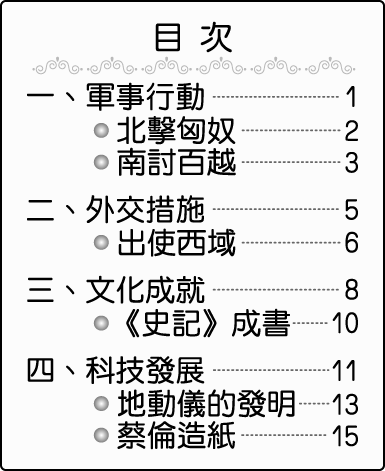 目 次
一、軍事行動 ---------------- 1
● 北擊匈奴 ------------- 2
● 南討百越 ------------- 3
二、外交措施 ---------------- 5
● 出使西域 ------------- 6
三、文化成就 ---------------- 8
● 《史記》成書 ------ 10
四、科技發展 ---------------- 11
● 地動儀的發明 ----- 13
● 蔡倫造紙 ------------- 15